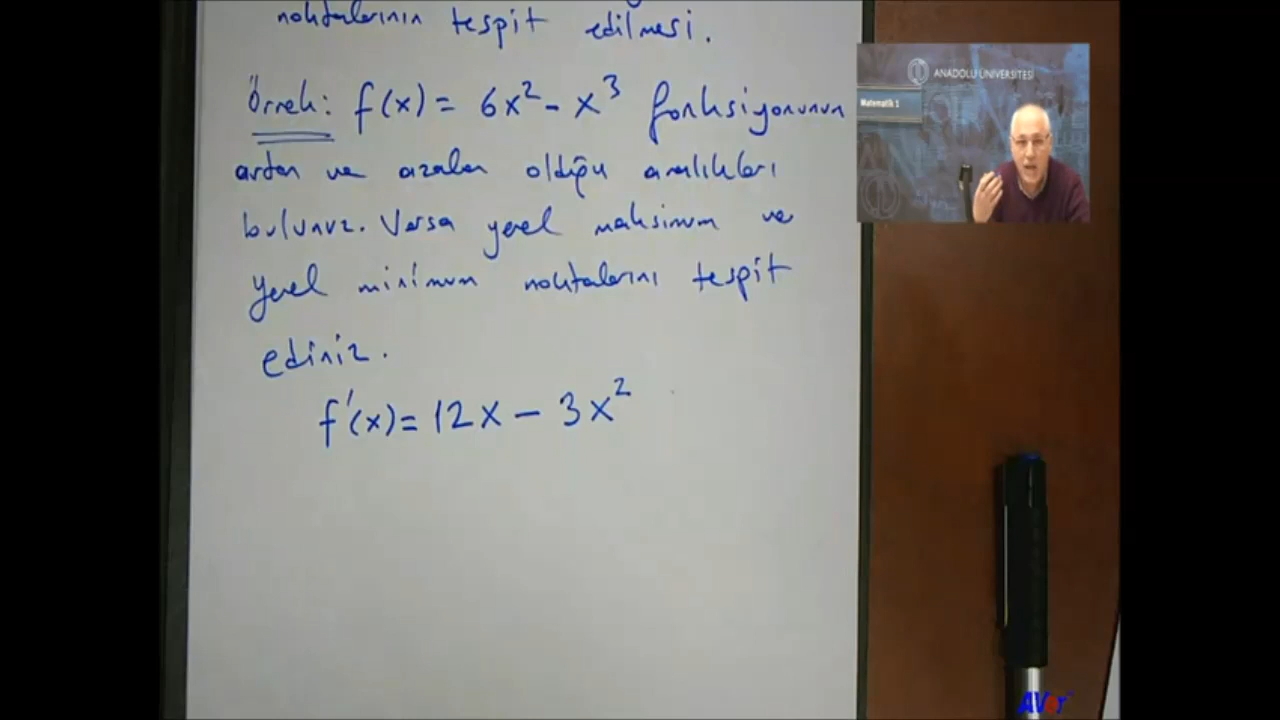 noktalarının tespit edilmesi.
Örnek: f(x) = 6x² - x³ fonksiyonunun
artan ve azalan olduğu aralıkları
bulunuz. Varsa yerel maksimum ve
yerel minimum noktalarını tespit
ediniz.
f'(x) = 12x - 3x²
ANADOLU ÜNİVERSİTESİ
Matematik 1
AVer